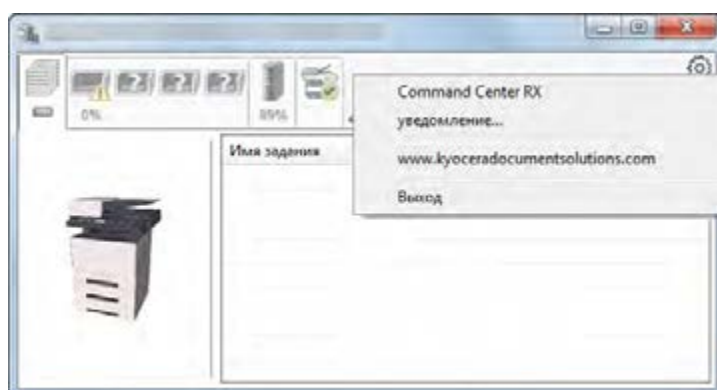 0%
89%
Имя задания
Command Center RX
уведомление...
www.kyoceradocumentsolutions.com
Выход